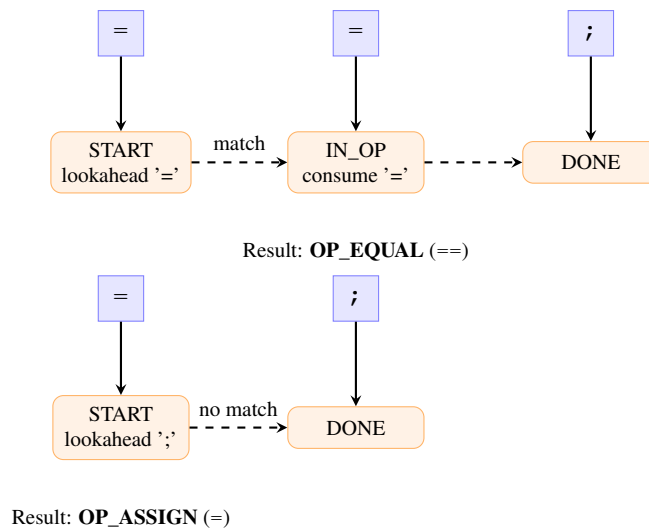 = = ;
START
lookahead '='
match
IN_OP
consume '='
DONE
Result: OP_EQUAL (==)
= ;
START
lookahead ';'
no match
DONE
Result: OP_ASSIGN (=)